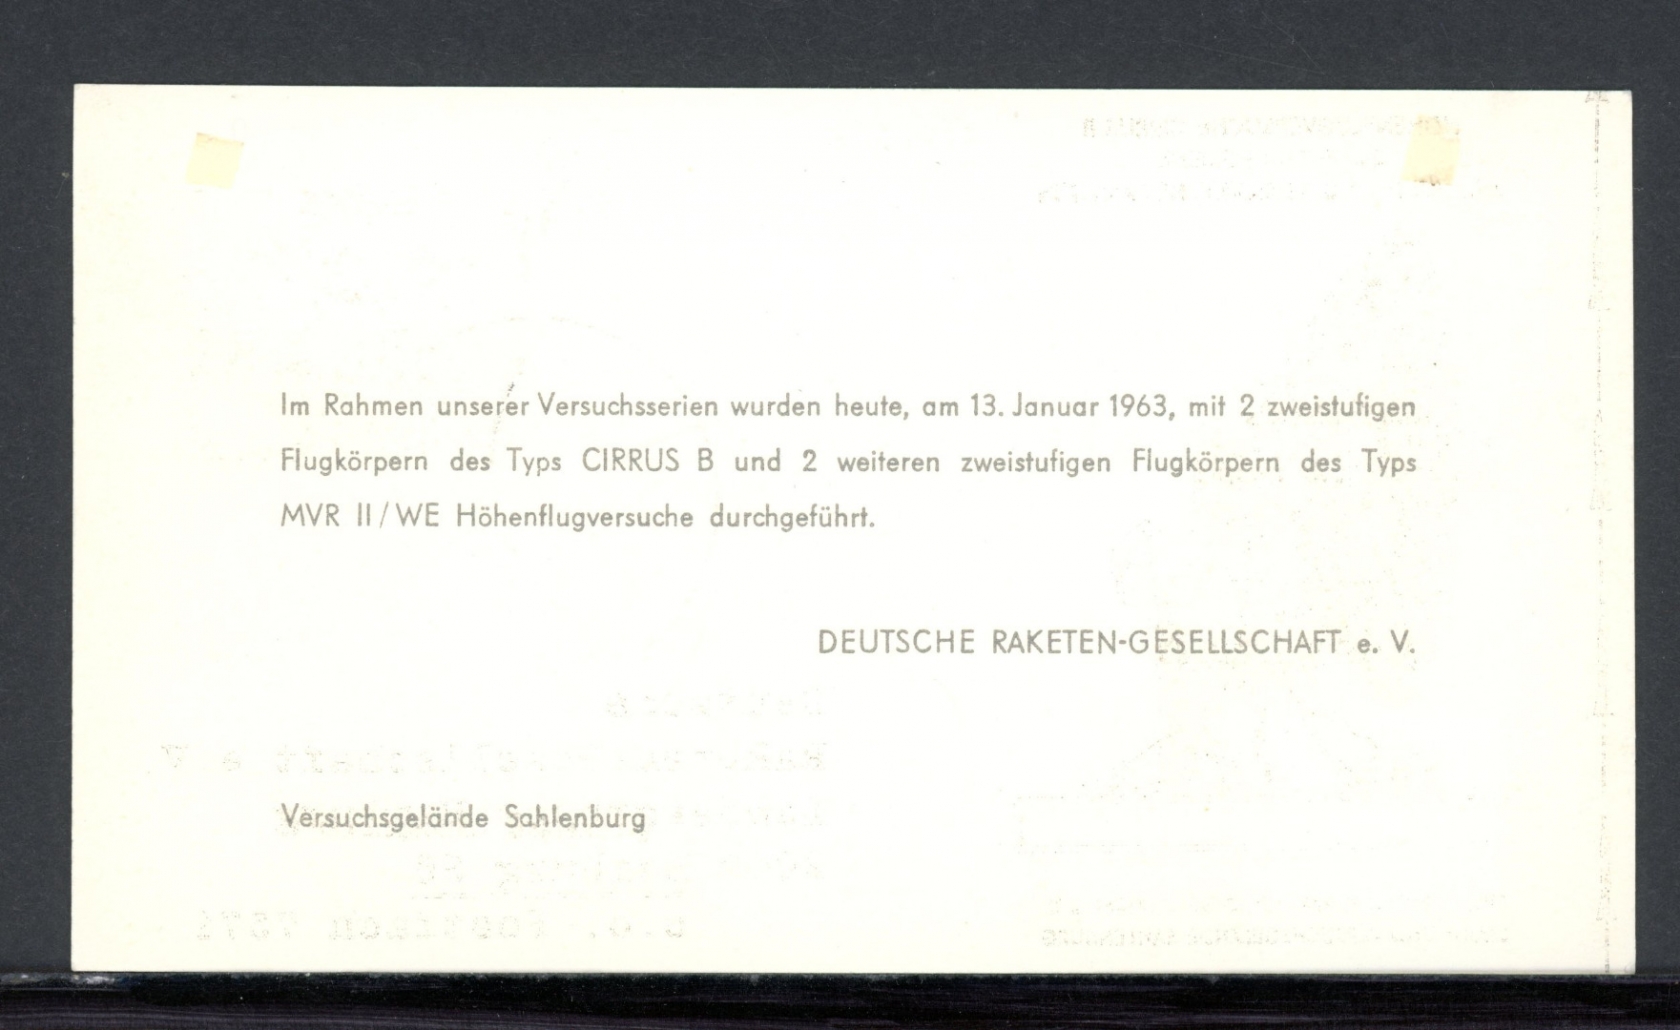 Im Rahmen unserer Versuchsserien wurden heute, am 13. Januar 1963, mit 2 zweistufigen
Flugkörpern des Typs CIRRUS B und 2 weiteren zweistufigen Flugkörpern des Typs
MVR II/WE Höhenflugversuche durchgeführt.
DEUTSCHE RAKETEN-GESELLSCHAFT e. V.
Versuchsgelände Sahlenburg